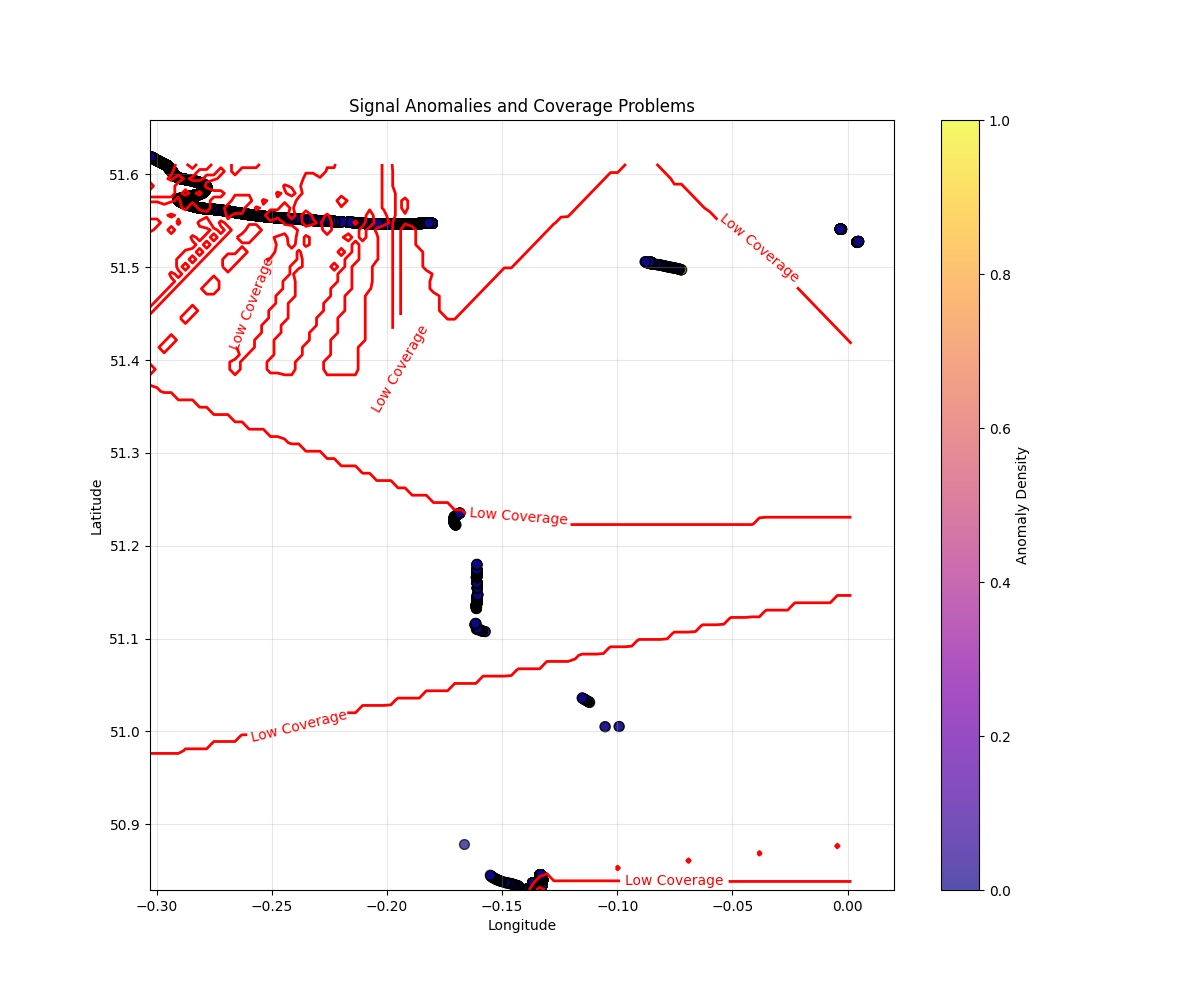 Signal Anomalies and Coverage Problems
51.6
51.5
51.4
51.3
51.2
51.1
51.0
50.9
Latitude
−0.30
−0.25
−0.20
−0.15
−0.10
−0.05
0.00
Longitude
Low Coverage
Low Coverage
Low Coverage
Low Coverage
Low Coverage
Low Coverage
1.0
0.8
0.6
0.4
0.2
0.0
Anomaly Density